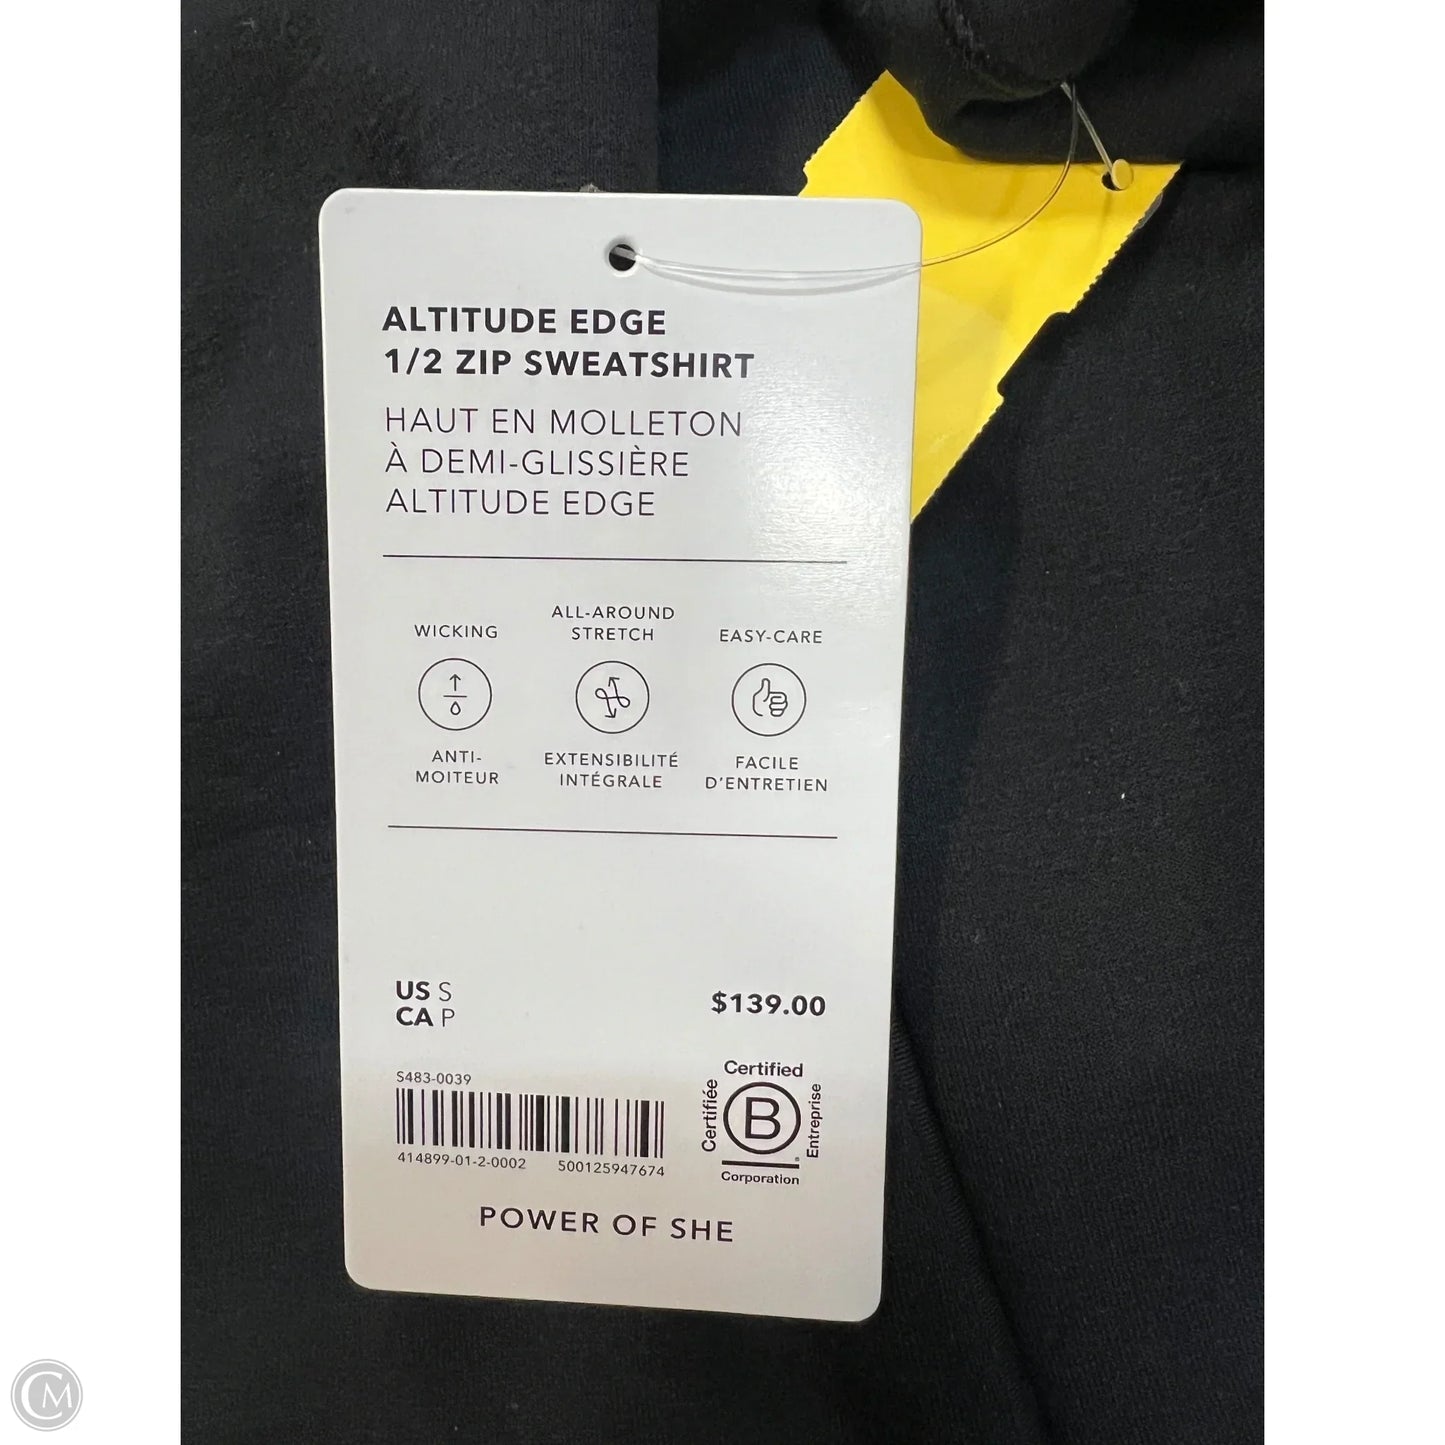 ALTITUDE EDGE
1/2 ZIP SWEATSHIRT
HAUT EN MOLLETON
À DEMI-GLISSIÈRE
ALTITUDE EDGE
WICKING
ALL-AROUND
STRETCH
EASY-CARE
ANTI-
MOITEUR
EXTENSIBILITÉ
INTÉGRALE
FACILE
D'ENTRETIEN
US S
CA P
$139.00
S483-0039
414899-01-2-0002 500125947674
Certified
Certifiée
B
Entreprise
Corporation
POWER OF SHE
CM